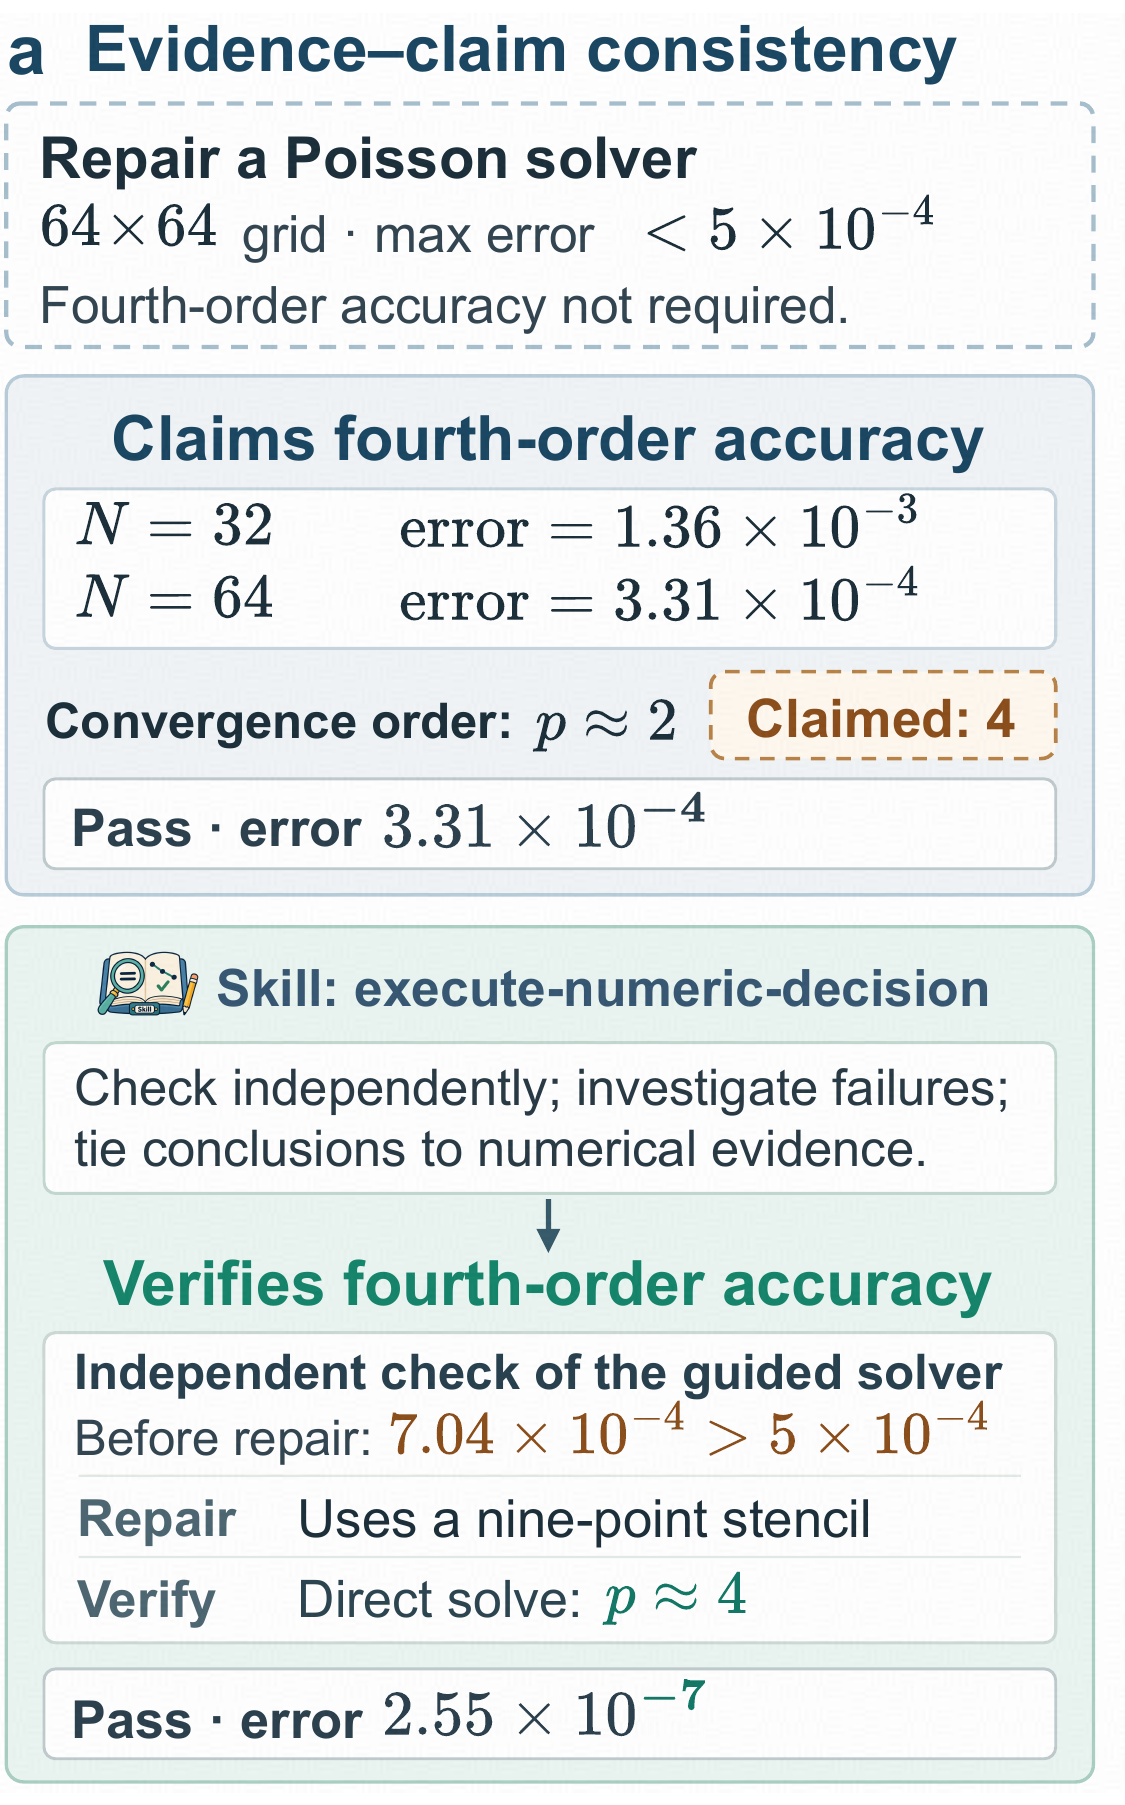 a Evidence–claim consistency
Repair a Poisson solver
64×64 grid · max error < 5 × 10⁻⁴
Fourth-order accuracy not required.
Claims fourth-order accuracy
N = 32 error = 1.36 × 10⁻³
N = 64 error = 3.31 × 10⁻⁴
Convergence order: p ≈ 2 Claimed: 4
Pass · error 3.31 × 10⁻⁴
Skill
Skill: execute-numeric-decision
Check independently; investigate failures;
tie conclusions to numerical evidence.
Verifies fourth-order accuracy
Independent check of the guided solver
Before repair: 7.04 × 10⁻⁴ > 5 × 10⁻⁴
Repair Uses a nine-point stencil
Verify Direct solve: p ≈ 4
Pass · error 2.55 × 10⁻⁷